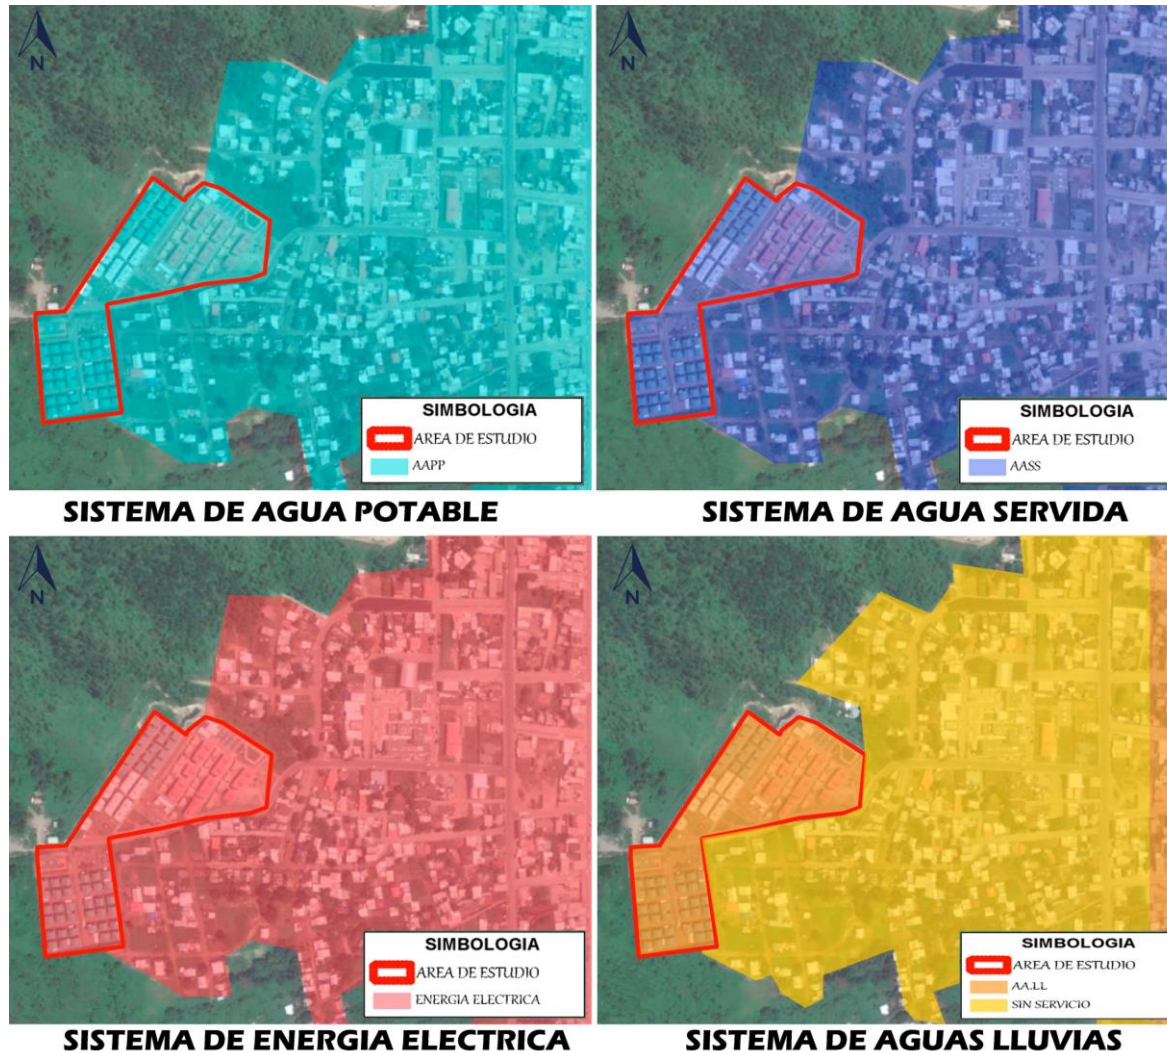 N
SIMBOLOGIA
AREA DE ESTUDIO
AAPP
SISTEMA DE AGUA POTABLE
N
SIMBOLOGIA
AREA DE ESTUDIO
AASS
SISTEMA DE AGUA SERVIDA
N
SIMBOLOGIA
AREA DE ESTUDIO
ENERGIA ELECTRICA
SISTEMA DE ENERGIA ELECTRICA
N
SIMBOLOGIA
AREA DE ESTUDIO
AA.LL
SIN SERVICIO
SISTEMA DE AGUAS LLUVIAS